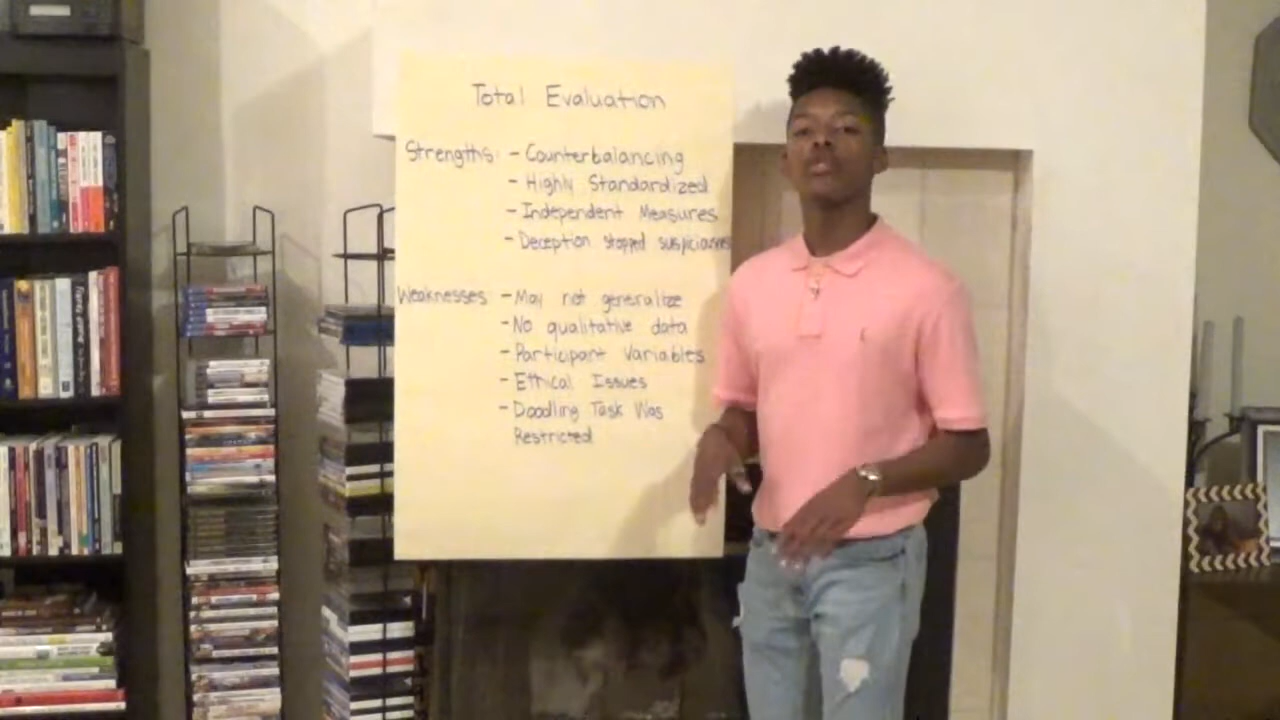 Total Evaluation
Strengths: - Counterbalancing
- Highly Standardized
- Independent Measures
- Deception stopped suspiciousness
Weaknesses: - May not generalize
- No qualitative data
- Participant Variables
- Ethical Issues
- Doodling Task Was
Restricted